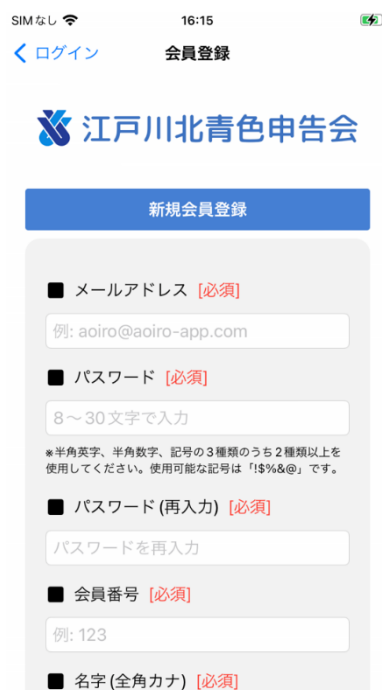 SIMなし 16:15
ログイン 会員登録
江戸川北青色申告会
新規会員登録
メールアドレス [必須]
例: aoiro@aoiro-app.com
パスワード [必須]
8～30文字で入力
※半角英字、半角数字、記号の3種類のうち2種類以上を
使用してください。使用可能な記号は「!$%&@」です。
パスワード(再入力) [必須]
パスワードを再入力
会員番号 [必須]
例: 123
名字(全角カナ) [必須]